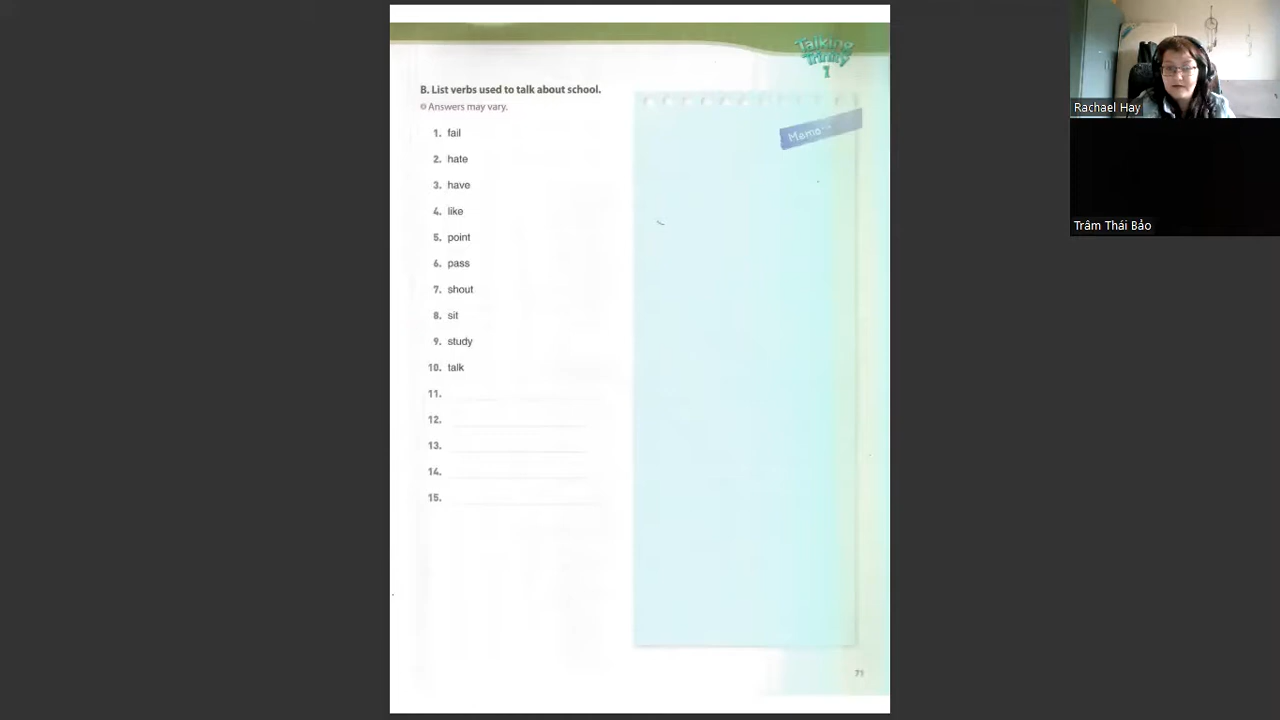 Talking
Trinity
1
B. List verbs used to talk about school.
Answers may vary.
Memo
1. fail
2. hate
3. have
4. like
5. point
6. pass
7. shout
8. sit
9. study
10. talk
11.
12.
13.
14.
15.
71
Rachael Hay
Trâm Thái Bảo